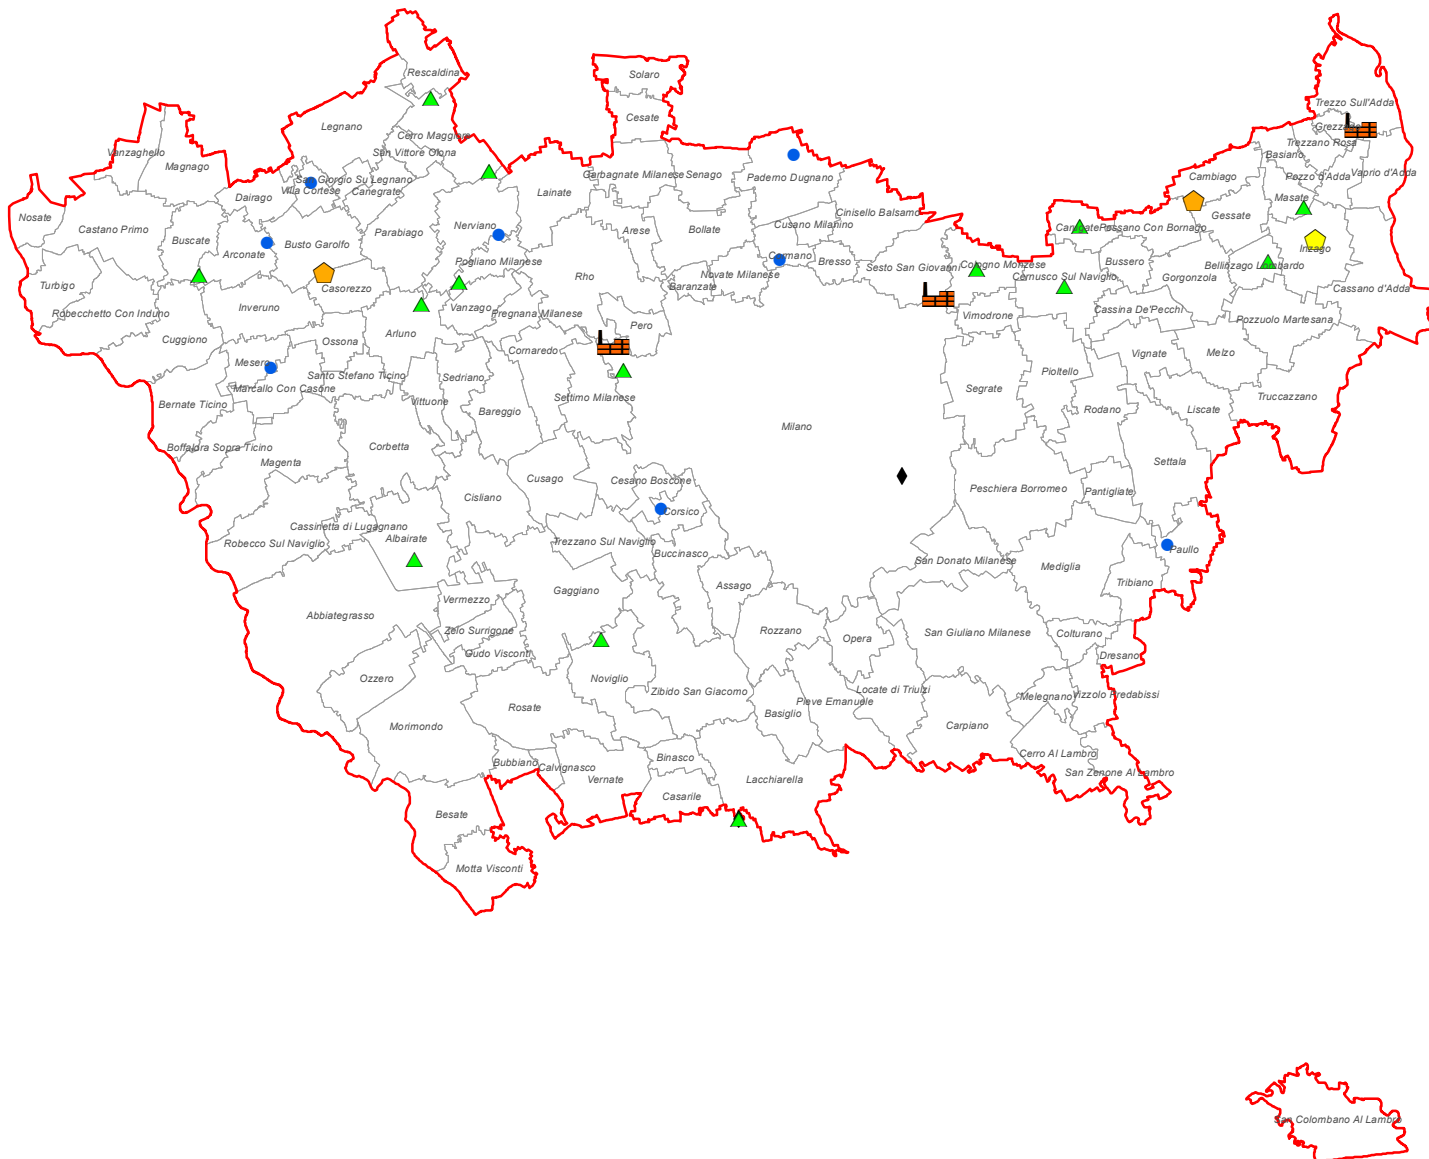 Rescaldina
Solaro
Trezzo Sull'Adda
Cesate
Legnano
Grezzago
Cerro Maggiore
Trezzano Rosa
Vanzaghello
San Vittore Olona
Basiano
Magnago
Garbagnate Milanese
Senago
Paderno Dugnano
Cambiago
Pozzo d'Adda
Vaprio d'Adda
San Giorgio Su Legnano
Villa Cortese
Canegrate
Lainate
Dairago
Masate
Nosate
Castano Primo
Parabiago
Nerviano
Arese
Bollate
Cusano Milanino
Cinisello Balsamo
Carugate
Pessano Con Bornago
Gessate
Buscate
Arconate
Busto Garolfo
Inzago
Pogliano Milanese
Rho
Novate Milanese
Cormano
Bresso
Sesto San Giovanni
Cologno Monzese
Bussero
Bellinzago Lombardo
Cernusco Sul Naviglio
Gorgonzola
Turbigo
Casorezzo
Baranzate
Cassano d'Adda
Robecchetto Con Induno
Inveruno
Vanzago
Pregnana Milanese
Vimodrone
Cassina De'Pecchi
Pozzuolo Martesana
Cuggiono
Ossona
Arluno
Pero
Cornaredo
Vignate
Melzo
Mesero
Marcallo Con Casone
Santo Stefano Ticino
Sedriano
Segrate
Pioltello
Bernate Ticino
Vittuone
Bareggio
Settimo Milanese
Rodano
Liscate
Truccazzano
Milano
Boffalora Sopra Ticino
Corbetta
Magenta
Settala
Cesano Boscone
Cusago
Peschiera Borromeo
Pantigliate
Cisliano
Corsico
Cassinetta di Lugagnano
Robecco Sul Naviglio
Albairate
Trezzano Sul Naviglio
Buccinasco
Paullo
San Donato Milanese
Mediglia
Assago
Tribiano
Gaggiano
Vermezzo
Abbiategrasso
Zelo Surrigone
Rozzano
Opera
San Giuliano Milanese
Colturano
Gudo Visconti
Dresano
Ozzero
Noviglio
Zibido San Giacomo
Locate di Triulzi
Melegnano
Vizzolo Predabissi
Pieve Emanuele
Rosate
Basiglio
Morimondo
Carpiano
Bubbiano
Calvignasco
Binasco
Cerro Al Lambro
Vernate
Lacchiarella
San Zenone Al Lambro
Casarile
Besate
Motta Visconti
San Colombano Al Lambro